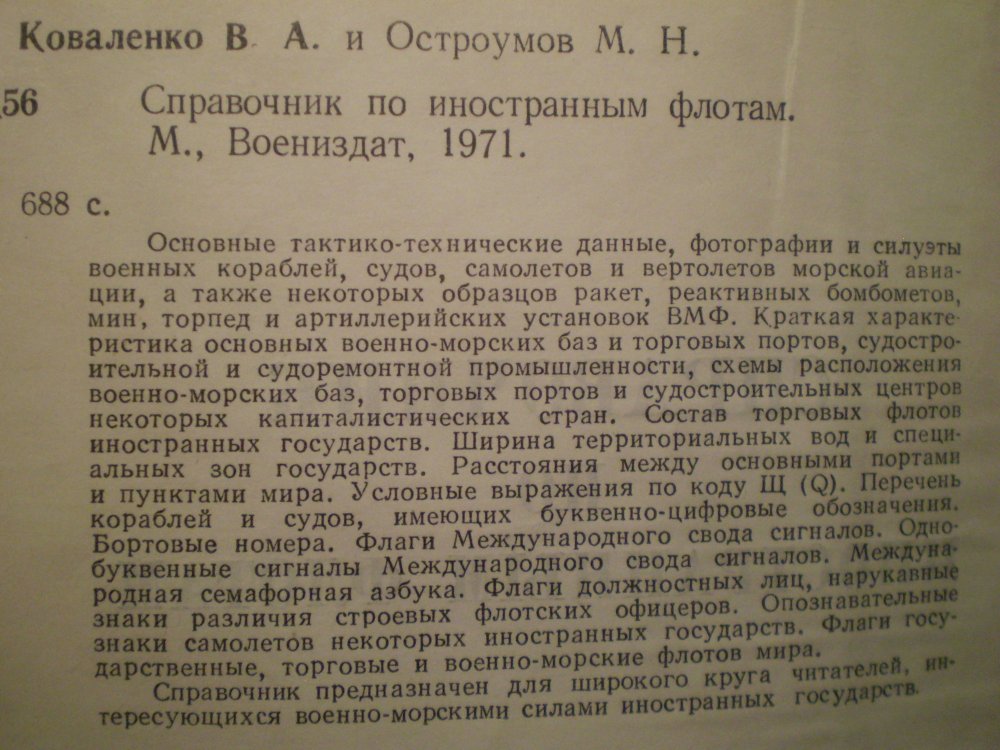 Коваленко В. А. и Остроумов М. Н.
56 Справочник по иностранным флотам.
М., Воениздат, 1971.
688 с.
Основные тактико-технические данные, фотографии и силуэты
военных кораблей, судов, самолетов и вертолетов морской авиа-
ции, а также некоторых образцов ракет, реактивных бомбометов,
мин, торпед и артиллерийских установок ВМФ. Краткая характе-
ристика основных военно-морских баз и торговых портов, судостро-
ительной и судоремонтной промышленности, схемы расположения
военно-морских баз, торговых портов и судостроительных центров
некоторых капиталистических стран. Состав торговых флотов
иностранных государств. Ширина территориальных вод и специ-
альных зон государств. Расстояния между основными портами
и пунктами мира. Условные выражения по коду Щ (Q). Перечень
кораблей и судов, имеющих буквенно-цифровые обозначения.
Бортовые номера. Флаги Международного свода сигналов. Одно-
буквенные сигналы Международного свода сигналов. Междуна-
родная семафорная азбука. Флаги должностных лиц, нарукавные
знаки различия строевых флотских офицеров. Опознавательные
знаки самолетов некоторых иностранных государств. Флаги госу-
дарственные, торговые и военно-морские флотов мира.
Справочник предназначен для широкого круга читателей, ин-
тересующихся военно-морскими силами иностранных государств.